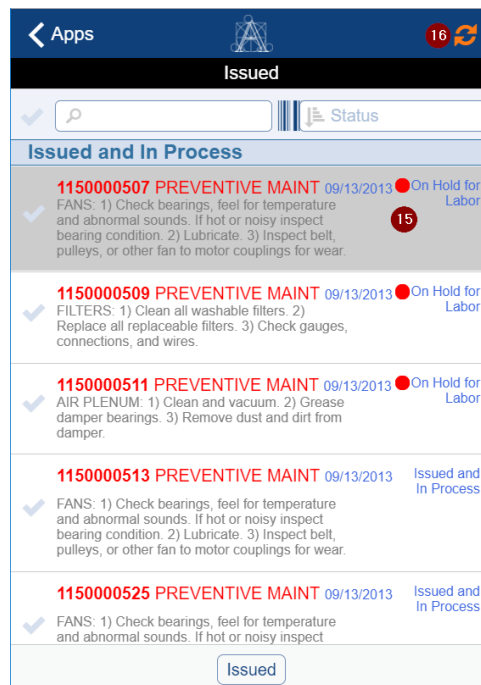 Apps
16
Issued
Status
Issued and In Process
1150000507 PREVENTIVE MAINT 09/13/2013 On Hold for
Labor
FANS: 1) Check bearings, feel for temperature
and abnormal sounds. If hot or noisy inspect
bearing condition. 2) Lubricate. 3) Inspect belt,
pulleys, or other fan to motor couplings for wear.
15
1150000509 PREVENTIVE MAINT 09/13/2013 On Hold for
Labor
FILTERS: 1) Clean all washable filters. 2)
Replace all replaceable filters. 3) Check gauges,
connections, and wires.
1150000511 PREVENTIVE MAINT 09/13/2013 On Hold for
Labor
AIR PLENUM: 1) Clean and vacuum. 2) Grease
damper bearings. 3) Remove dust and dirt from
damper.
1150000513 PREVENTIVE MAINT 09/13/2013 Issued and
In Process
FANS: 1) Check bearings, feel for temperature
and abnormal sounds. If hot or noisy inspect
bearing condition. 2) Lubricate. 3) Inspect belt,
pulleys, or other fan to motor couplings for wear.
1150000525 PREVENTIVE MAINT 09/13/2013 Issued and
In Process
FANS: 1) Check bearings, feel for temperature
and abnormal sounds. If hot or noisy inspect
Issued